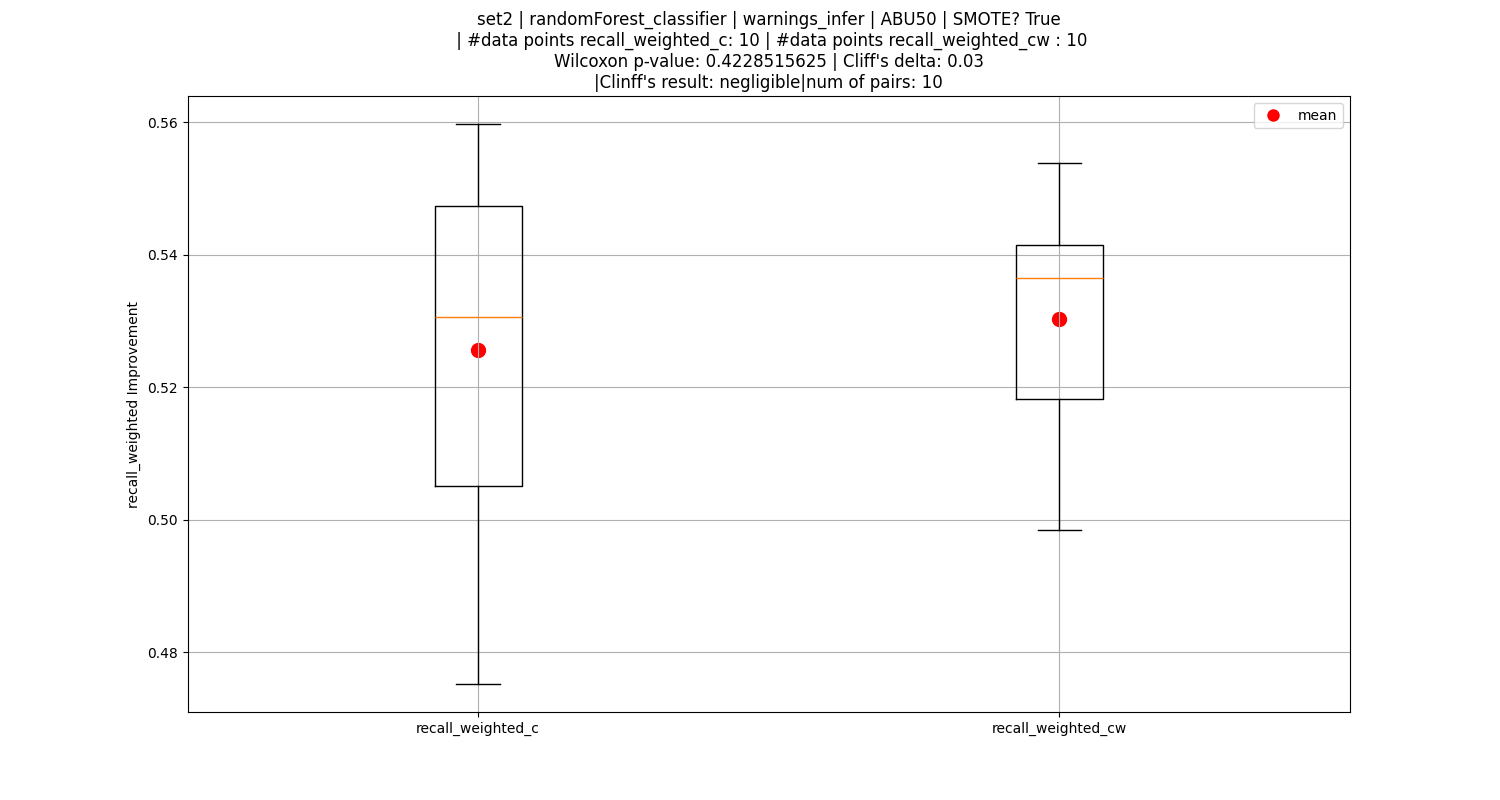 set2 | randomForest_classifier | warnings_infer | ABU50 | SMOTE? True
| #data points recall_weighted_c: 10 | #data points recall_weighted_cw : 10
Wilcoxon p-value: 0.4228515625 | Cliff's delta: 0.03
|Clinff's result: negligible|num of pairs: 10
mean
recall_weighted Improvement
0.56
0.54
0.52
0.50
0.48
recall_weighted_c
recall_weighted_cw